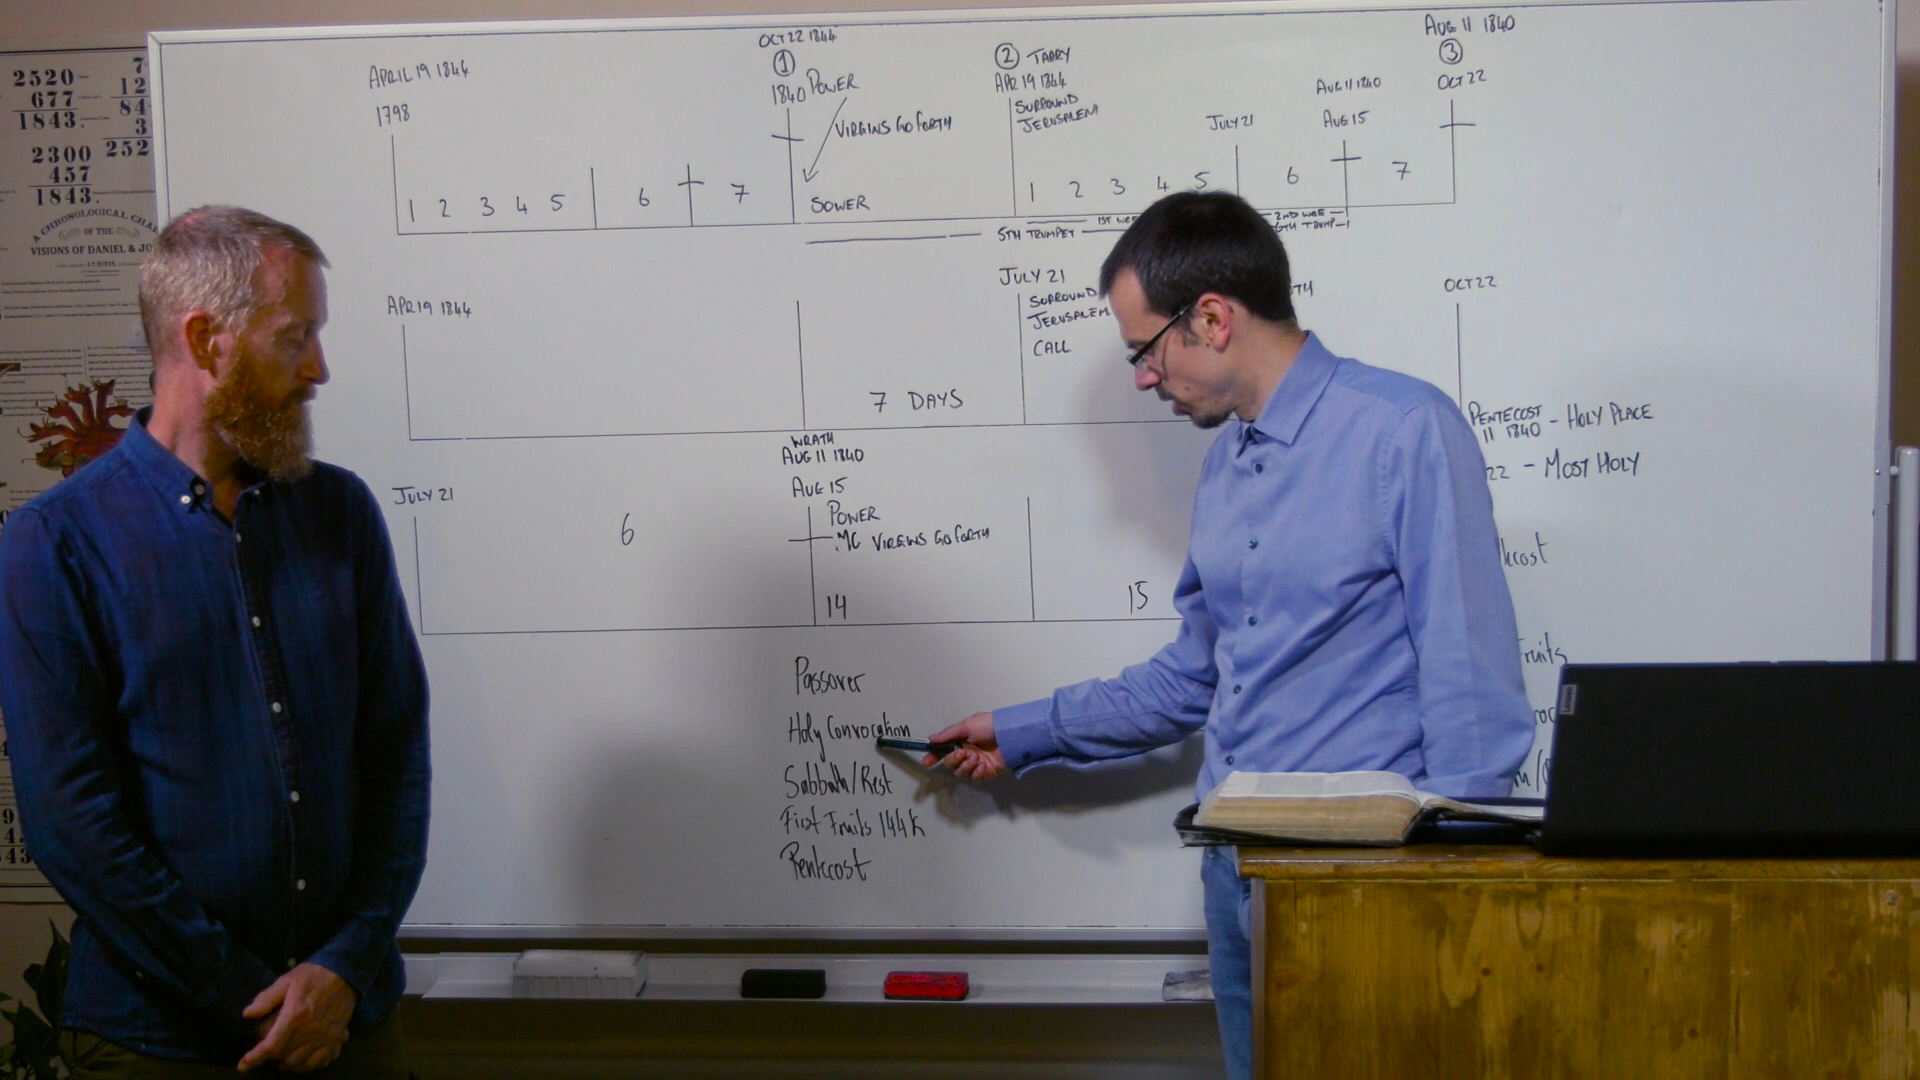 2520
677
1843.
2300
457
1843.
7
12
84
3
252
A CHRONOLOGICAL CHA
OF THE
VISIONS OF DANIEL & JO
APRIL 19 1844
1798
1 2 3 4 5 6 7
OCT 22 1844
1
1840 POWER
VIRGINS GO FORTH
SOWER
2 TARRY
APR 19 1844
SURROUND
JERUSALEM
1 2 3 4 5 6 7
JULY 21
AUG 11 1840
AUG 15
AUG 11 1840
3
OCT 22
5TH TRUMPET
1ST WOE
2ND WOE
6TH TRUMP
APR 19 1844
7 DAYS
JULY 21
SURROUND
JERUSALEM
CALL
OCT 22
PENTECOST
11 1840 - HOLY PLACE
22 - MOST HOLY
JULY 21
6
WRATH
AUG 11 1840
AUG 15
POWER
MC VIRGINS GO FORTH
14
15
Passover
Holy Convocation
Sabbath/Rest
First Fruits 144K
Pentecost
Lenovo